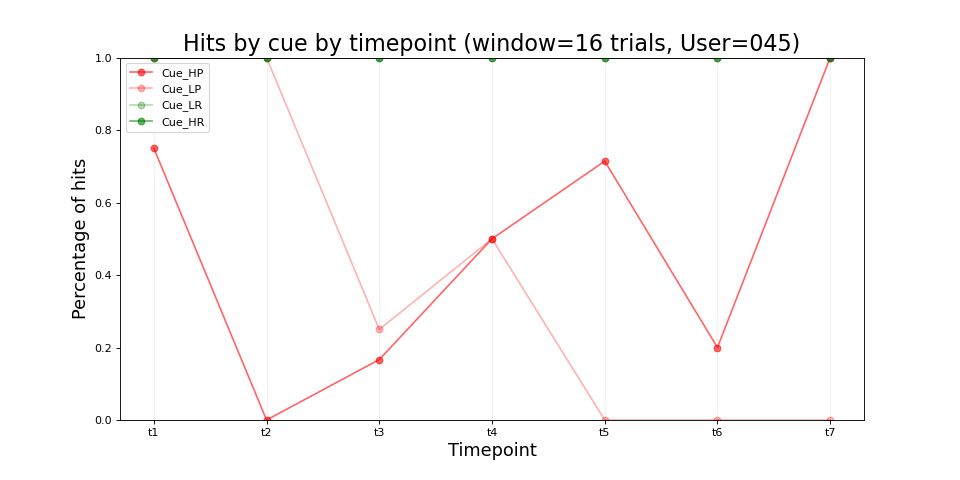 Hits by cue by timepoint (window=16 trials, User=045)
Percentage of hits
1.0
0.8
0.6
0.4
0.2
0.0
Cue_HP
Cue_LP
Cue_LR
Cue_HR
t1 t2 t3 t4 t5 t6 t7
Timepoint